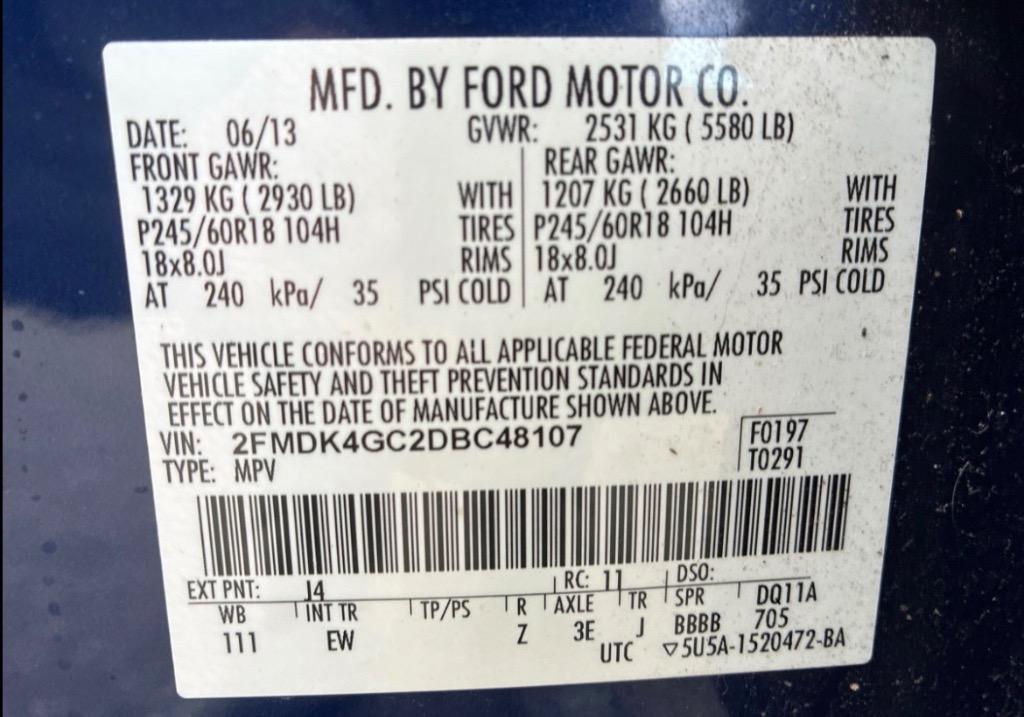 MFD. BY FORD MOTOR CO.
DATE: 06/13 GVWR: 2531 KG ( 5580 LB)
FRONT GAWR: REAR GAWR:
1329 KG ( 2930 LB) WITH 1207 KG ( 2660 LB) WITH
P245/60R18 104H TIRES P245/60R18 104H TIRES
18x8.0J RIMS 18x8.0J RIMS
AT 240 kPa/ 35 PSI COLD AT 240 kPa/ 35 PSI COLD
THIS VEHICLE CONFORMS TO ALL APPLICABLE FEDERAL MOTOR
VEHICLE SAFETY AND THEFT PREVENTION STANDARDS IN
EFFECT ON THE DATE OF MANUFACTURE SHOWN ABOVE.
VIN: 2FMDK4GC2DBC48107 F0197
TYPE: MPV T0291
EXT PNT: J4 RC: 11 DSO:
WB INT TR TP/PS R AXLE TR SPR DQ11A
111 EW Z 3E J BBBB 705
UTC ▽5U5A-1520472-BA